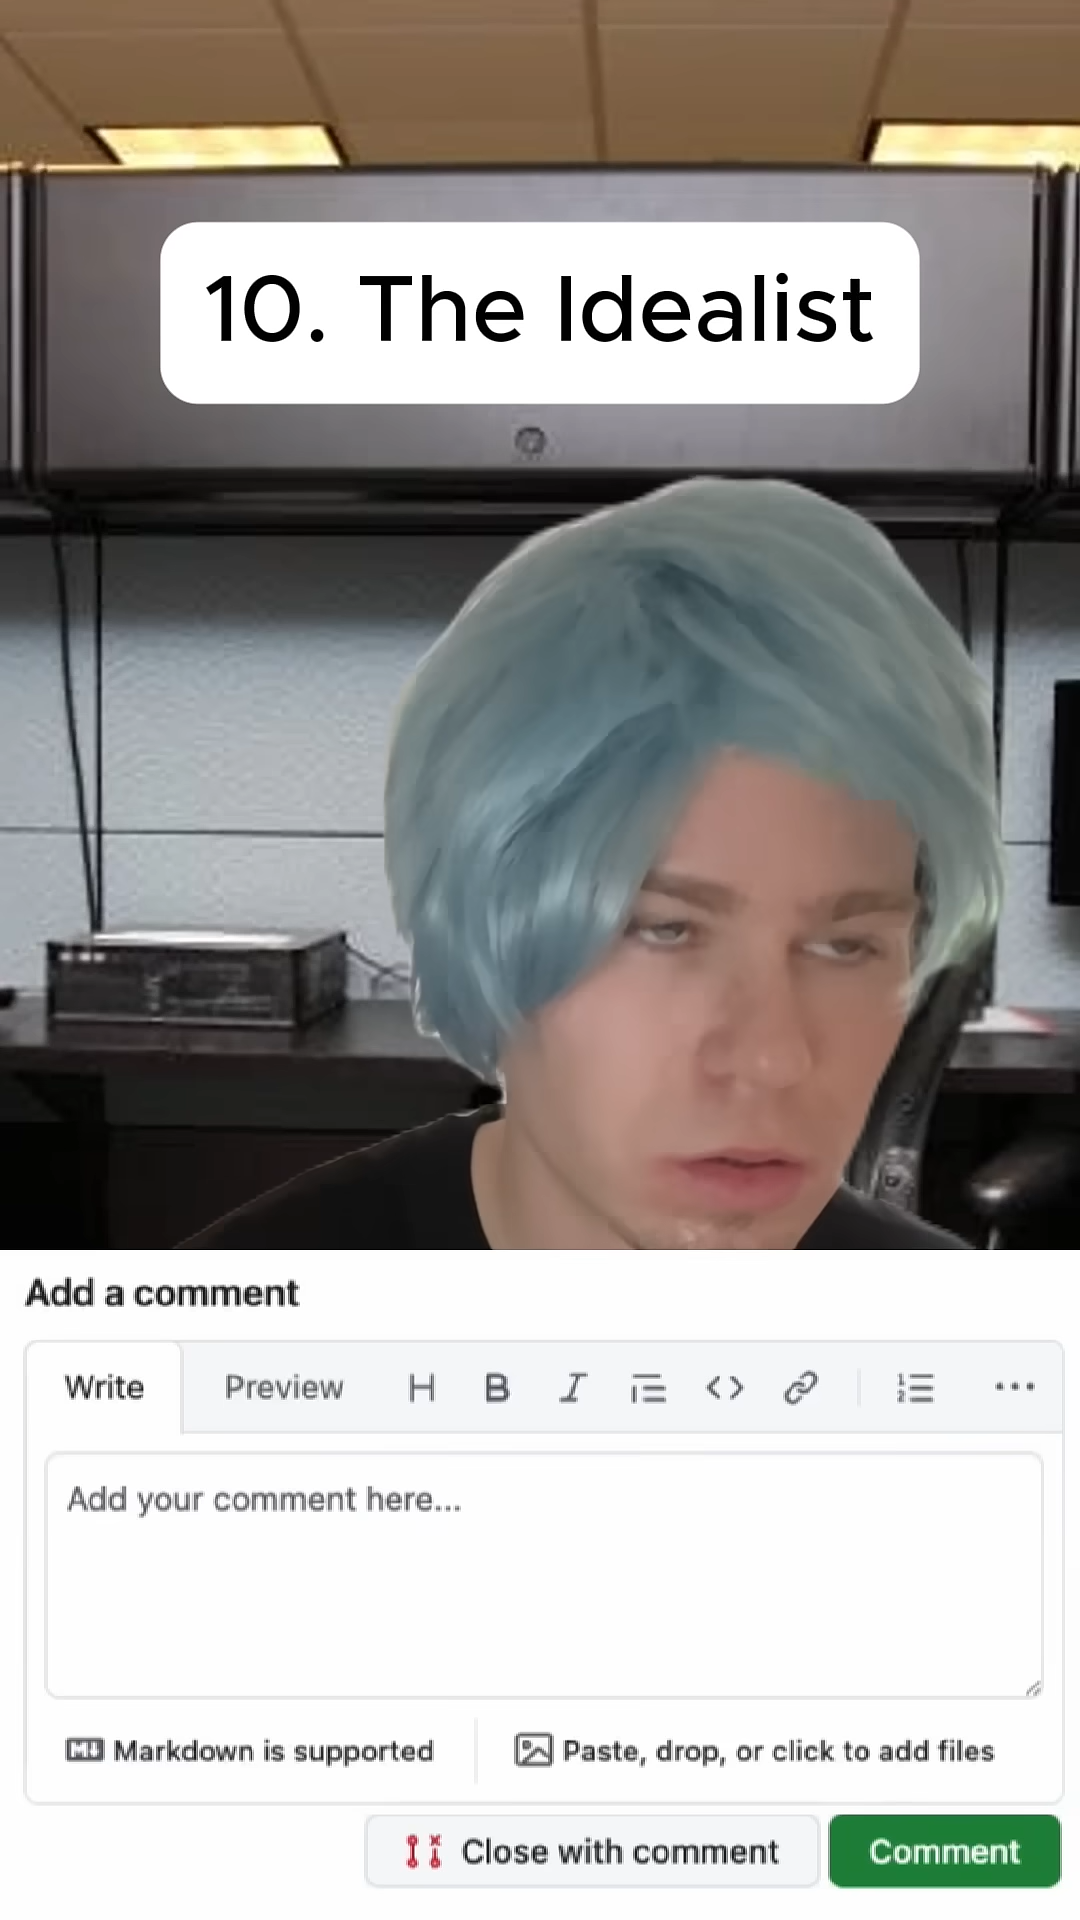 10. The Idealist
Add a comment
Write Preview H B I <>
Add your comment here...
Markdown is supported
Paste, drop, or click to add files
Close with comment
Comment